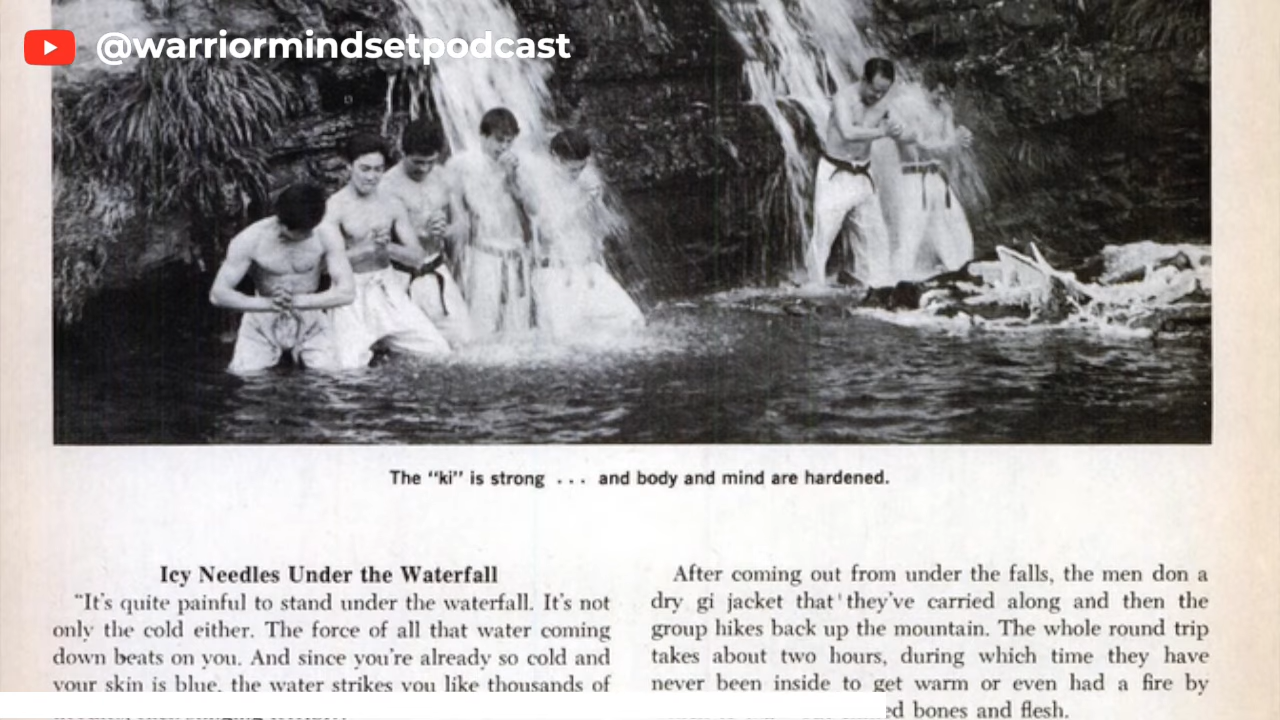 @warriormindsetpodcast
The "ki" is strong . . . and body and mind are hardened.
Icy Needles Under the Waterfall
"It's quite painful to stand under the waterfall. It's not
only the cold either. The force of all that water coming
down beats on you. And since you're already so cold and
your skin is blue, the water strikes you like thousands of
After coming out from under the falls, the men don a
dry gi jacket that they've carried along and then the
group hikes back up the mountain. The whole round trip
takes about two hours, during which time they have
never been inside to get warm or even had a fire by
bones and flesh.